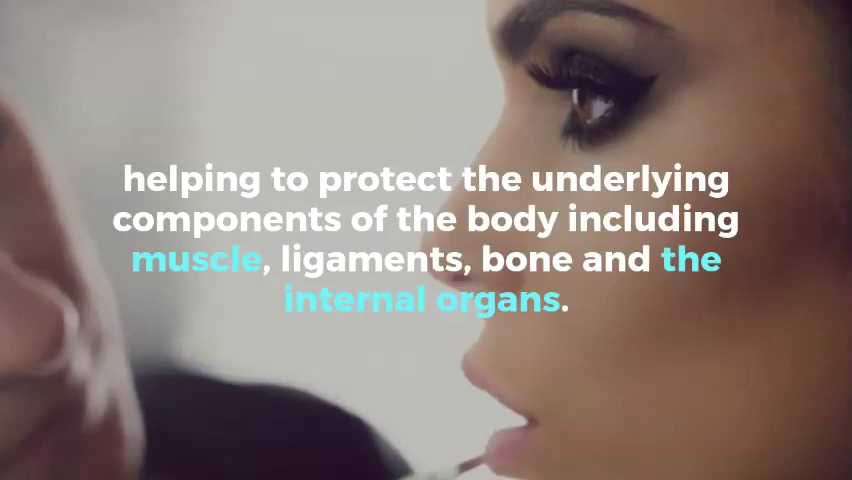 helping to protect the underlying
components of the body including
muscle, ligaments, bone and the
internal organs.